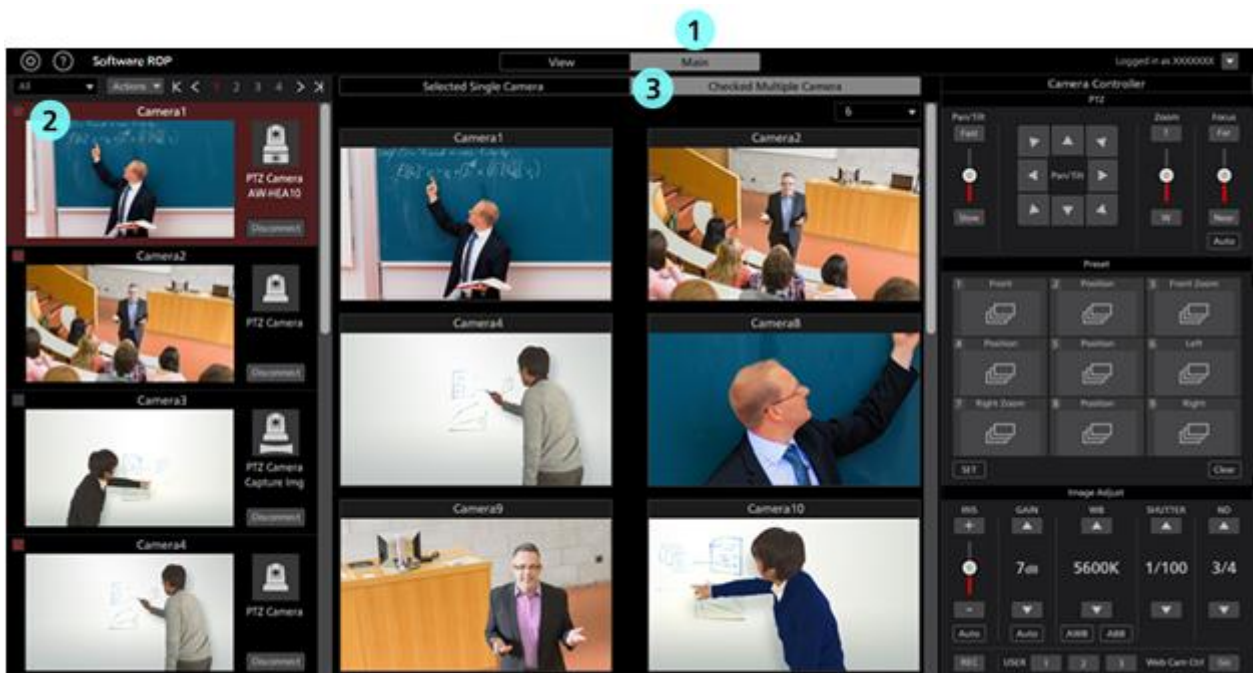 1
Software RDP
View
Main
Logged in as XXXXXXX
All
Actions
1 2 3 4
Selected Single Camera
3
Checked Multiple Camera
Camera Controller
6
PTZ
2
Camera1
PTZ Camera
AW-HEA10
Disconnect
Camera2
PTZ Camera
Disconnect
Camera3
PTZ Camera
Capture Img
Disconnect
Camera4
PTZ Camera
Disconnect
Camera1
Camera2
Camera4
Camera8
Camera9
Camera10
Pan/Tilt
Zoom
Focus
Fast
T
Far
Pan/Tilt
Slow
W
Near
Auto
Preset
1 Front
2 Position
3 Front Zoom
4 Position
5 Position
6 Left
7 Right Zoom
8 Position
9 Right
SET
Clear
Image Adjust
IRIS GAIN WB SHUTTER ND
+
7dB 5600K 1/100 3/4
-
Auto Auto AWB ABB
REC USER 1 2 3 Web Cam Ctrl Go